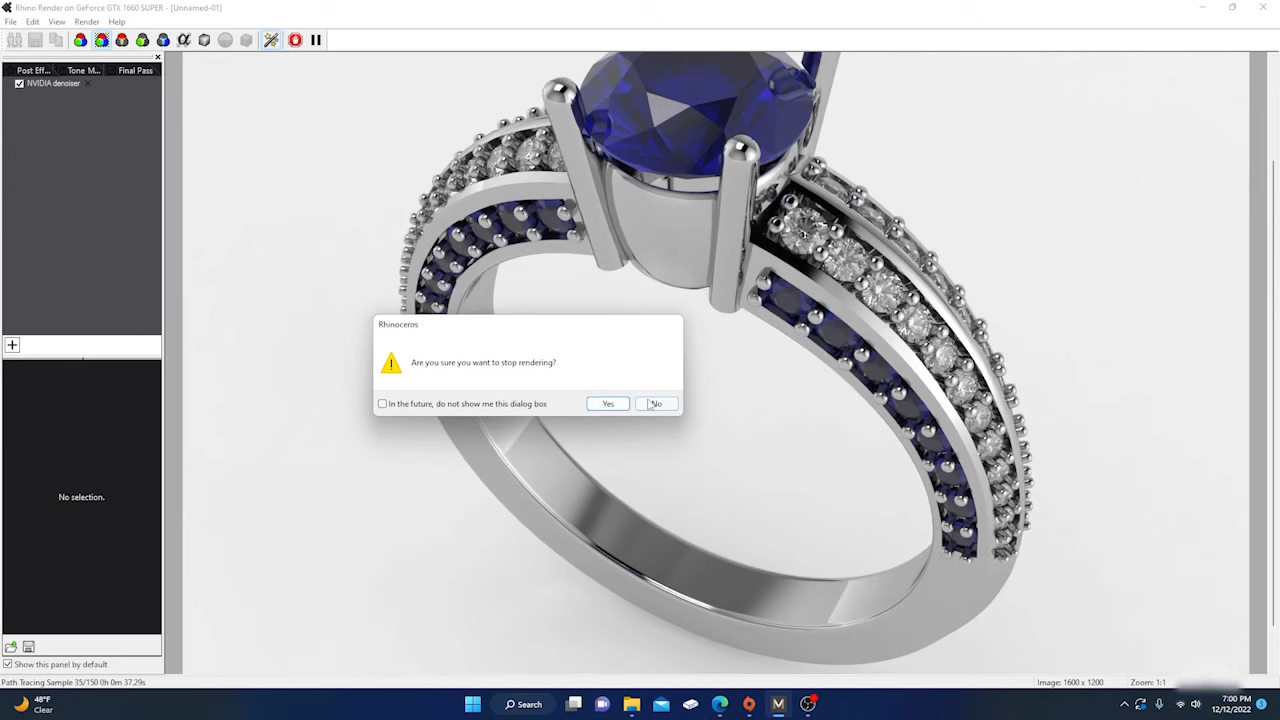 Rhino Render on GeForce GTX 1660 SUPER - [Unnamed-01]
File Edit View Render Help
Post Eff... Tone M... Final Pass
NVIDIA denoiser
Rhinoceros
Are you sure you want to stop rendering?
In the future, do not show me this dialog box Yes No
No selection.
Show this panel by default
Path Tracing Sample 35/150 0h 0m 37.29s Image: 1600 x 1200 Zoom: 1:1
48°F
Clear
Search
7:00 PM
12/12/2022